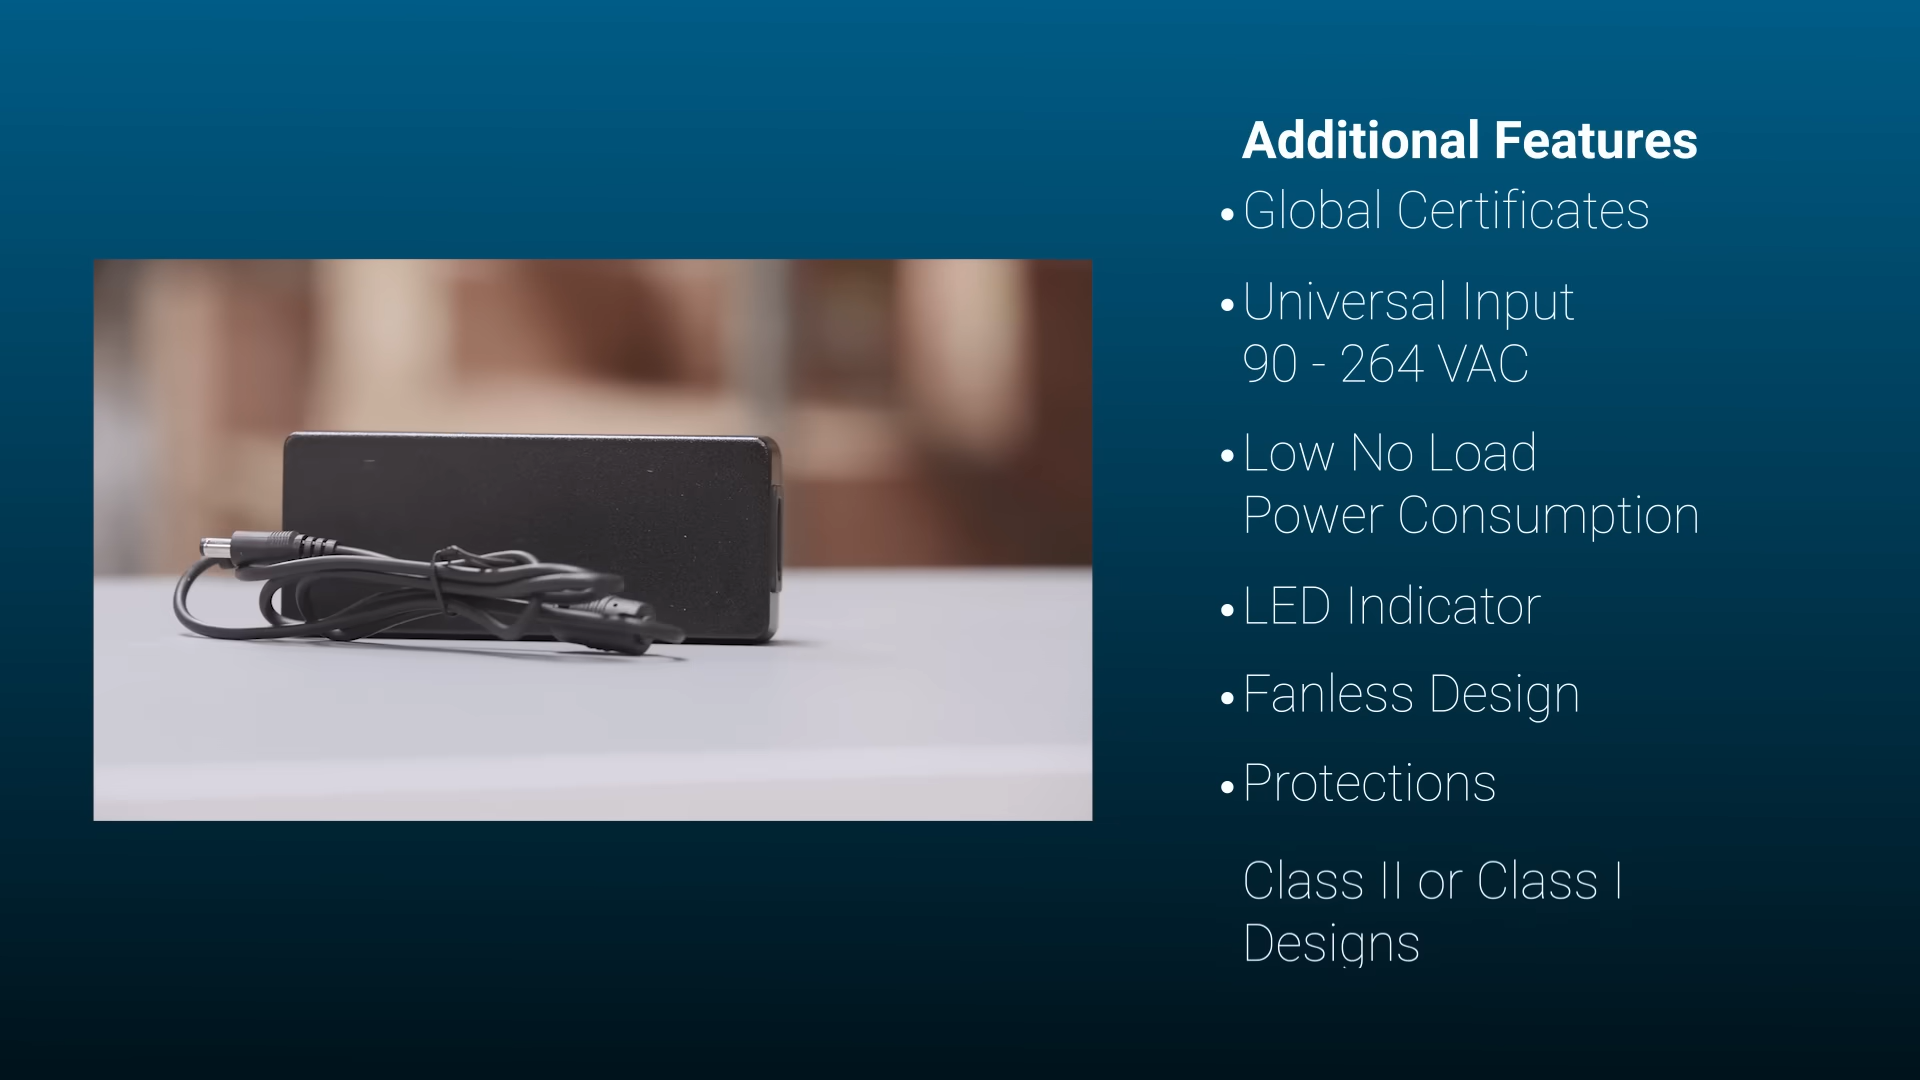 Additional Features
• Global Certificates
• Universal Input
90 - 264 VAC
• Low No Load
Power Consumption
• LED Indicator
• Fanless Design
• Protections
Class II or Class I
Designs